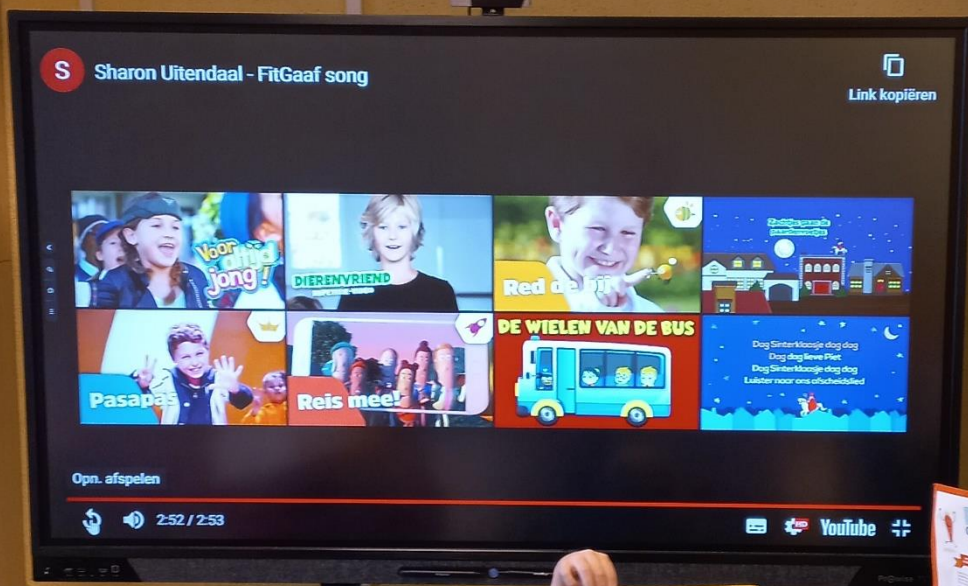 S
Sharon Uitendaal - FitGaaf song
Link kopiëren
Voor altijd
jong!
DIERENVRIEND
Red de bij
Zachtjes gaan de
paardenvoetjes
Pasapas
Reis mee!
DE WIELEN VAN DE BUS
Dag Sinterklaasje dag dag
Dag dag lieve Piet
Dag Sinterklaasje dag dag
Luister naar ons afscheidslied
Opn. afspelen
2:52 / 2:53
HD
YouTube